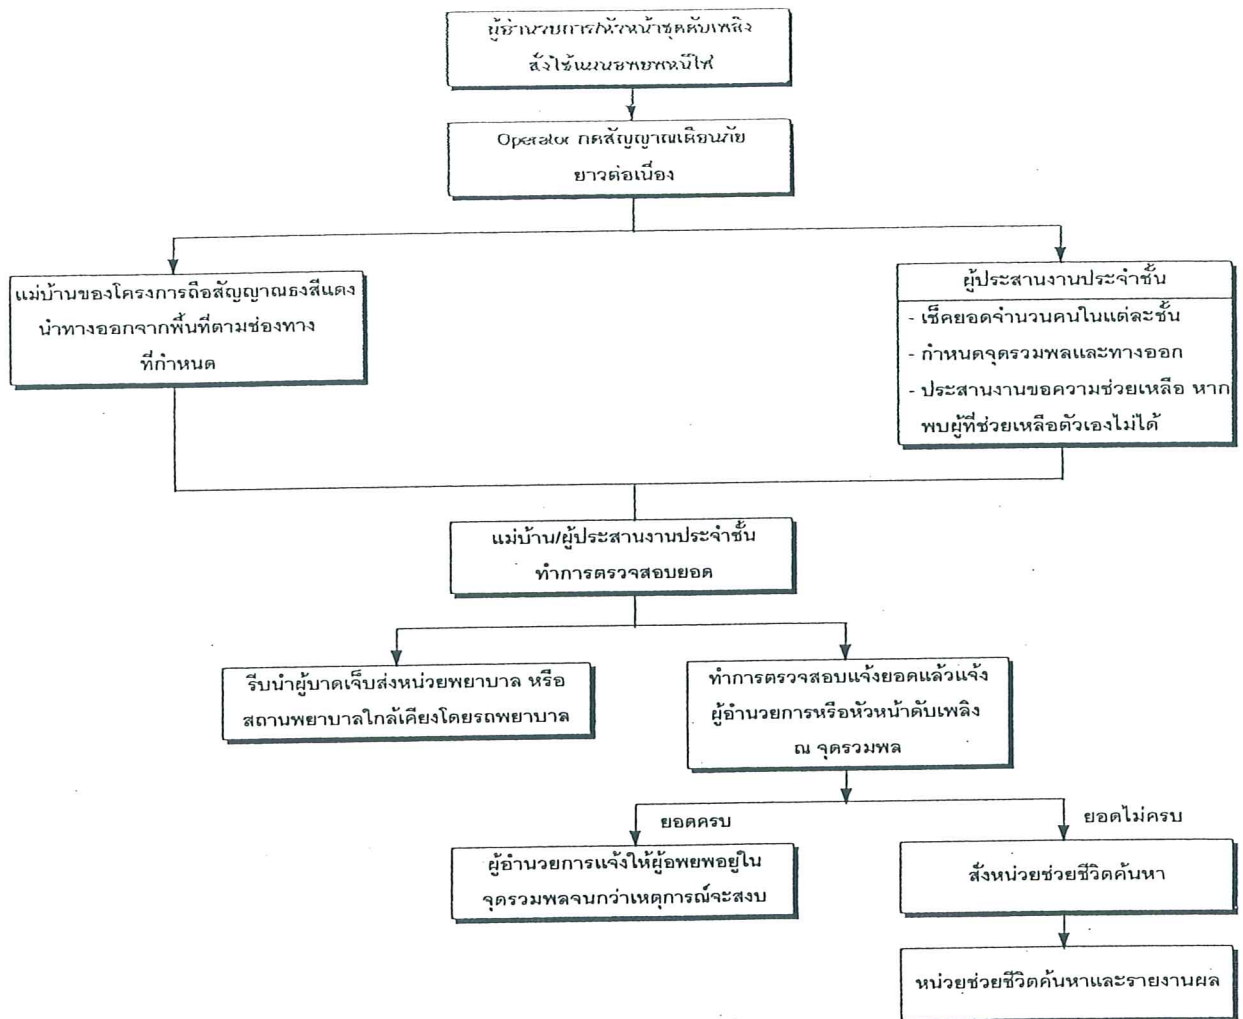 ผู้อำนวยการ/หัวหน้าชุดดับเพลิง
สั่งใช้แผนอพยพหนีไฟ
Operator กดสัญญาณเตือนภัย
ยาวต่อเนื่อง
แม่บ้านของโครงการถือสัญญาณธงสีแดง
นำทางออกจากพื้นที่ตามช่องทาง
ที่กำหนด
ผู้ประสานงานประจำชั้น
- เช็คยอดจำนวนคนในแต่ละชั้น
- กำหนดจุดรวมพลและทางออก
- ประสานงานขอความช่วยเหลือ หาก
พบผู้ที่ช่วยเหลือตัวเองไม่ได้
แม่บ้าน/ผู้ประสานงานประจำชั้น
ทำการตรวจสอบยอด
รีบนำผู้บาดเจ็บส่งหน่วยพยาบาล หรือ
สถานพยาบาลใกล้เคียงโดยรถพยาบาล
ทำการตรวจสอบแจ้งยอดแล้วแจ้ง
ผู้อำนวยการหรือหัวหน้าดับเพลิง
ณ จุดรวมพล
ยอดครบ
ยอดไม่ครบ
ผู้อำนวยการแจ้งให้ผู้อพยพอยู่ใน
จุดรวมพลจนกว่าเหตุการณ์จะสงบ
สั่งหน่วยช่วยชีวิตค้นหา
หน่วยช่วยชีวิตค้นหาและรายงานผล